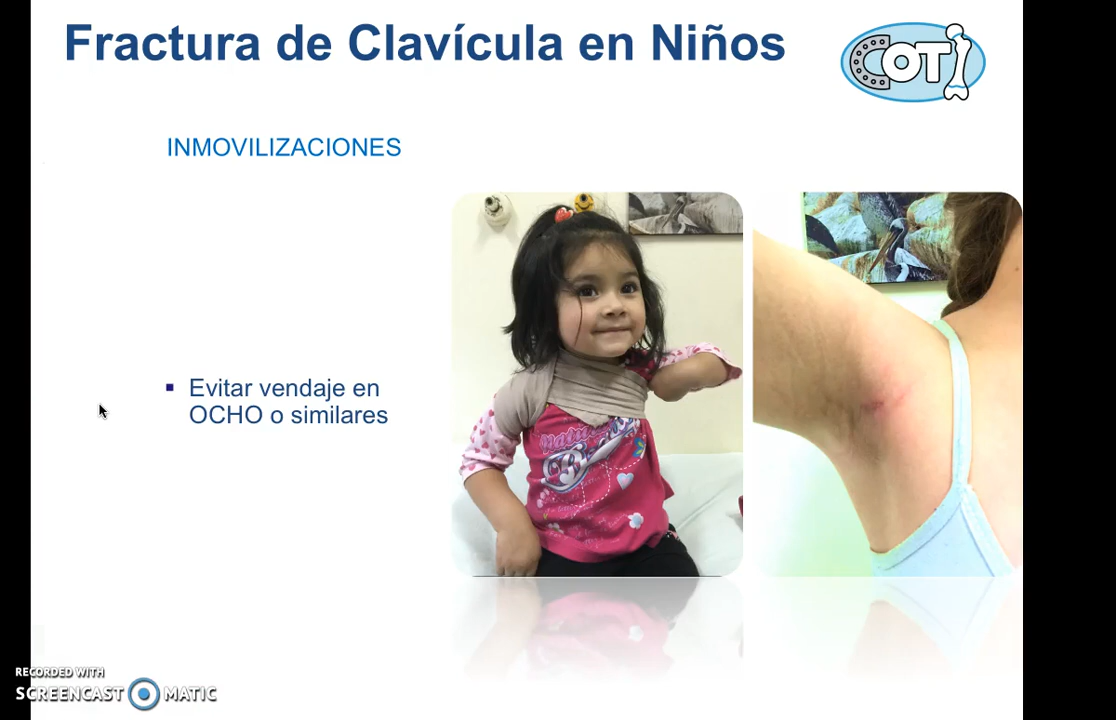 Fractura de Clavícula en Niños
COT
INMOVILIZACIONES
▪ Evitar vendaje en
OCHO o similares
RECORDED WITH
SCREENCAST MATIC